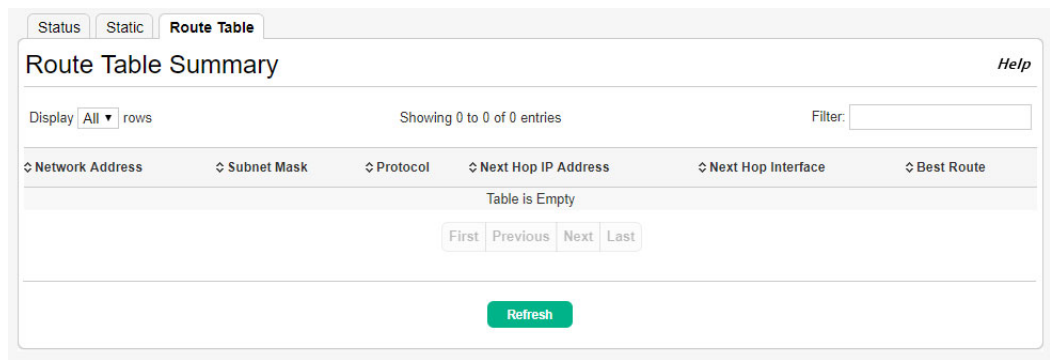 Status Static Route Table
Route Table Summary Help
Display All rows Showing 0 to 0 of 0 entries Filter:
Network Address Subnet Mask Protocol Next Hop IP Address Next Hop Interface Best Route
Table is Empty
First Previous Next Last
Refresh